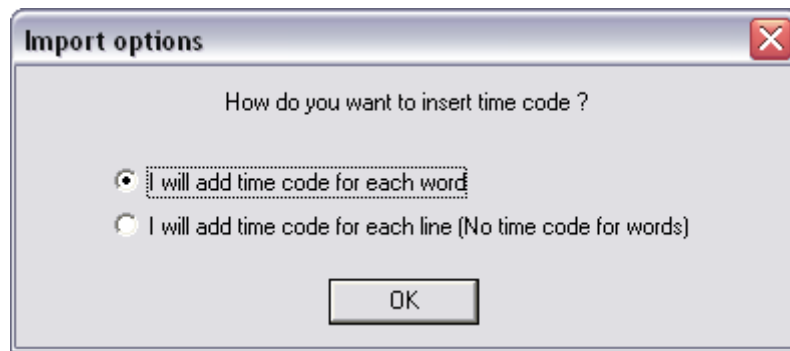 Import options
How do you want to insert time code ?
I will add time code for each word
I will add time code for each line (No time code for words)
OK